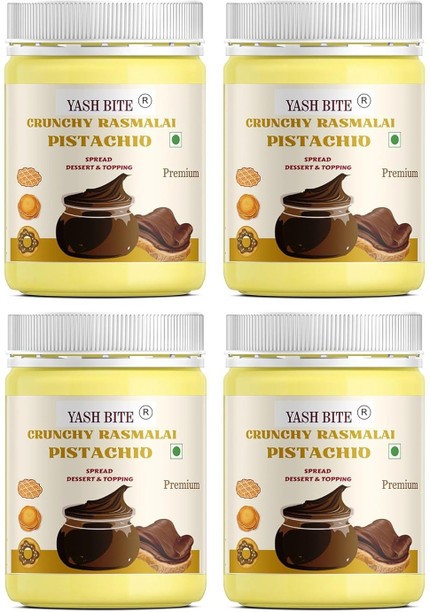 YASH BITE ®
CRUNCHY RASMALAI
PISTACHIO
SPREAD
DESSERT & TOPPING
Premium
YASH BITE ®
CRUNCHY RASMALAI
PISTACHIO
SPREAD
DESSERT & TOPPING
Premium
YASH BITE ®
CRUNCHY RASMALAI
PISTACHIO
SPREAD
DESSERT & TOPPING
Premium
YASH BITE ®
CRUNCHY RASMALAI
PISTACHIO
SPREAD
DESSERT & TOPPING
Premium